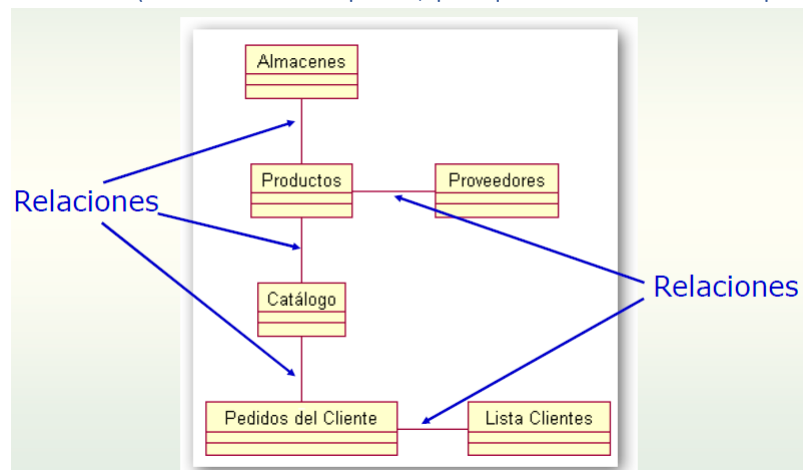 Almacenes
Productos
Proveedores
Relaciones
Catálogo
Relaciones
Pedidos del Cliente
Lista Clientes